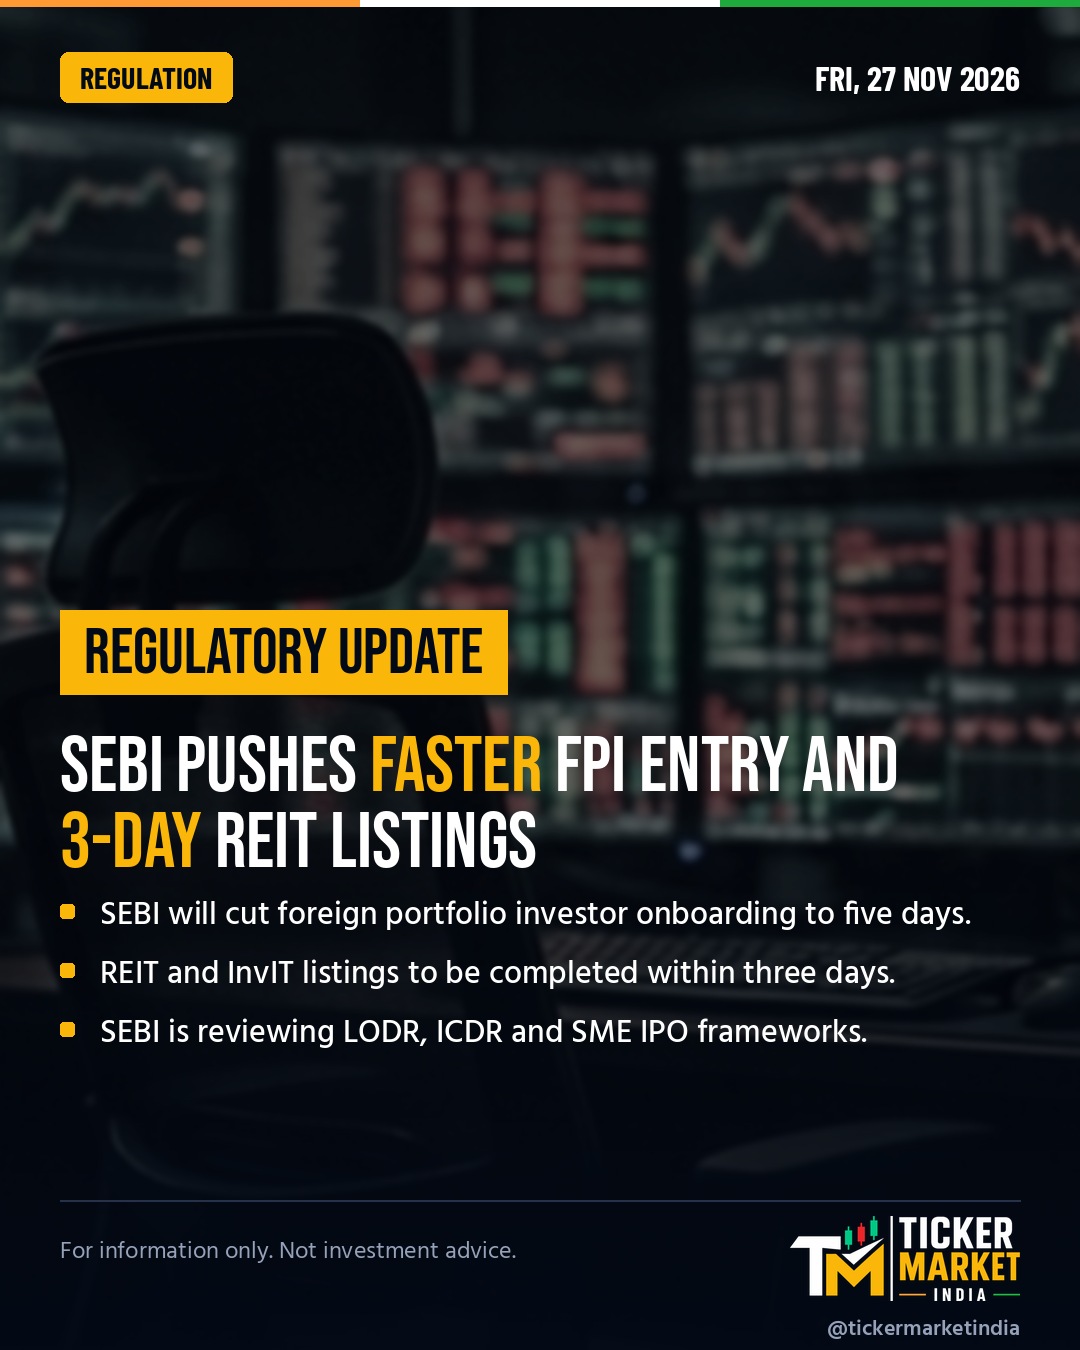 REGULATION
FRI, 27 NOV 2026
REGULATORY UPDATE
SEBI PUSHES FASTER FPI ENTRY AND
3-DAY REIT LISTINGS
SEBI will cut foreign portfolio investor onboarding to five days.
REIT and InvIT listings to be completed within three days.
SEBI is reviewing LODR, ICDR and SME IPO frameworks.
For information only. Not investment advice.
TM TICKER
MARKET
INDIA
@tickermarketindia